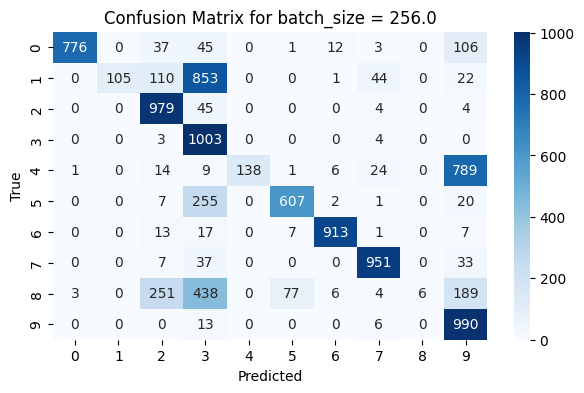 Confusion Matrix for batch_size = 256.0
0 776 0 37 45 0 1 12 3 0 106
1 0 105 110 853 0 0 1 44 0 22
2 0 0 979 45 0 0 0 4 0 4
3 0 0 3 1003 0 0 0 4 0 0
4 1 0 14 9 138 1 6 24 0 789
5 0 0 7 255 0 607 2 1 0 20
6 0 0 13 17 0 7 913 1 0 7
7 0 0 7 37 0 0 0 951 0 33
8 3 0 251 438 0 77 6 4 6 189
9 0 0 0 13 0 0 0 6 0 990
0 1 2 3 4 5 6 7 8 9
Predicted
True
1000
800
600
400
200
0